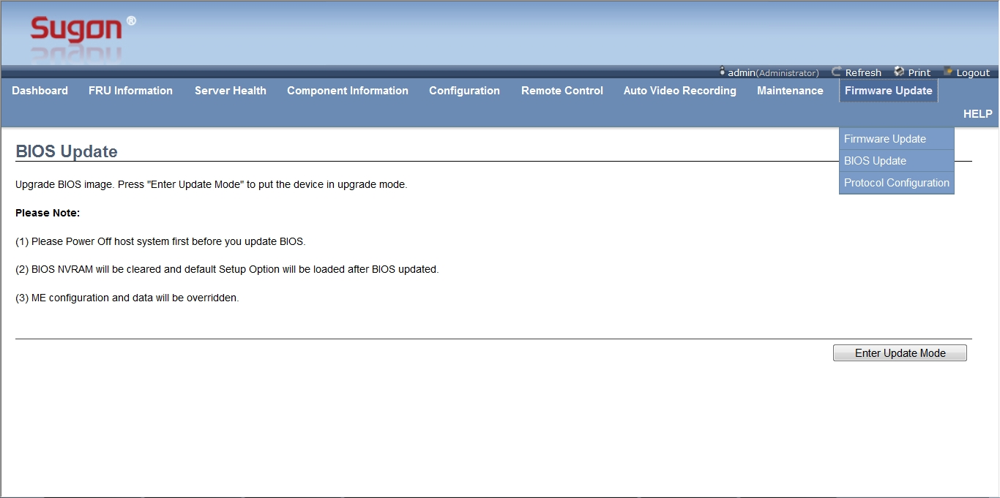 Sugon®
admin(Administrator) Refresh Print Logout
Dashboard FRU Information Server Health Component Information Configuration Remote Control Auto Video Recording Maintenance Firmware Update
HELP
Firmware Update
BIOS Update
Protocol Configuration
BIOS Update
Upgrade BIOS image. Press "Enter Update Mode" to put the device in upgrade mode.
Please Note:
(1) Please Power Off host system first before you update BIOS.
(2) BIOS NVRAM will be cleared and default Setup Option will be loaded after BIOS updated.
(3) ME configuration and data will be overridden.
Enter Update Mode